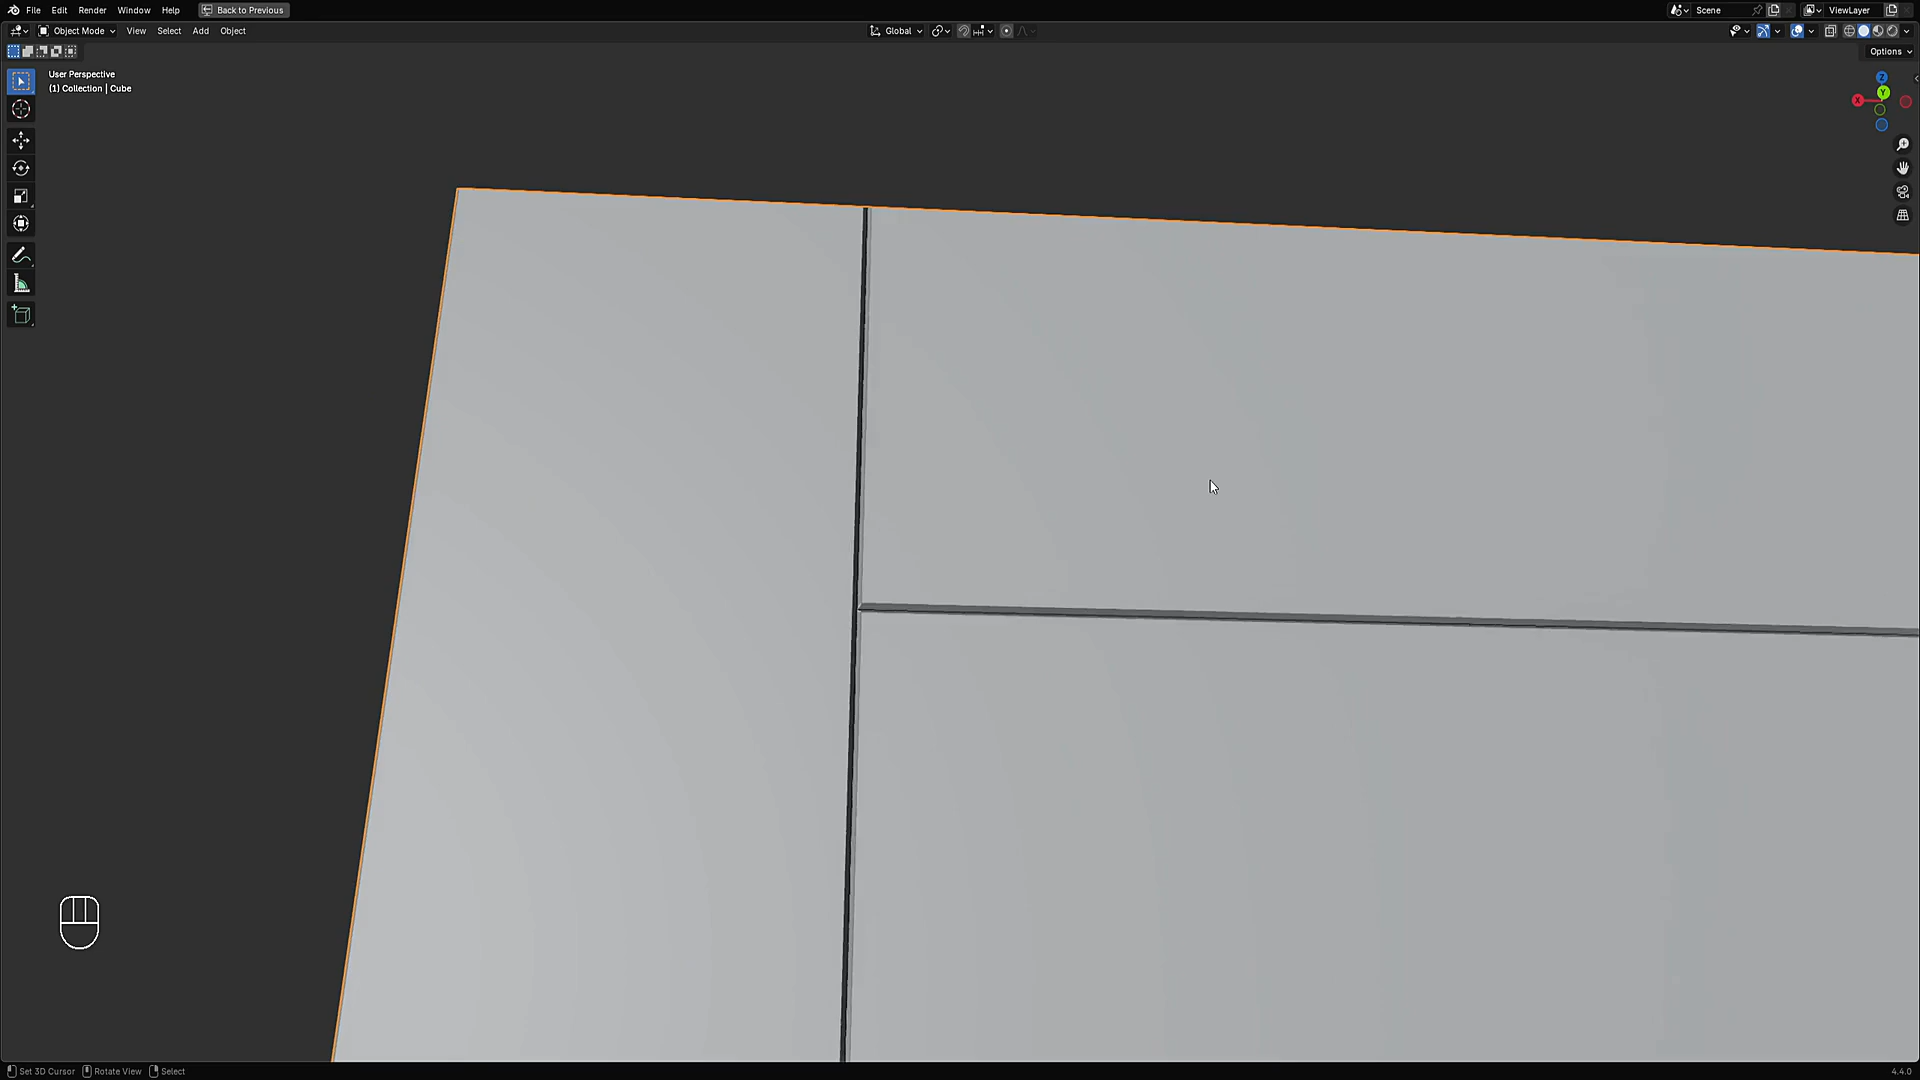 File Edit Render Window Help Back to Previous Scene ViewLayer
Object Mode View Select Add Object Global
Options
User Perspective
(1) Collection | Cube
Z
Y
X
Set 3D Cursor Rotate View Select 4.4.0